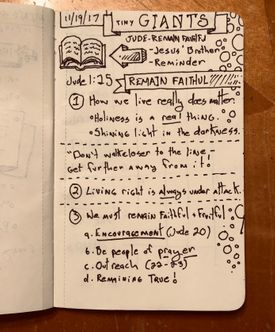 11/19/17
TINY GIANTS
JUDE-REMAIN FAITHFUL
-Jesus' Brother
-Reminder
Jude 1:25
REMAIN FAITHFUL!!!!!!
1 How we live really does matter.
•Holiness is a real thing.
•Shining light in the darkness.
"Don't walk closer to the line!
Get further away from it!
2 Living right is always under attack.
3 We must remain Faithful + Fruitful
a. Encouragement (Jude 20)
b. Be people of prayer
c. Outreach (22-23)
d. Remaining True!